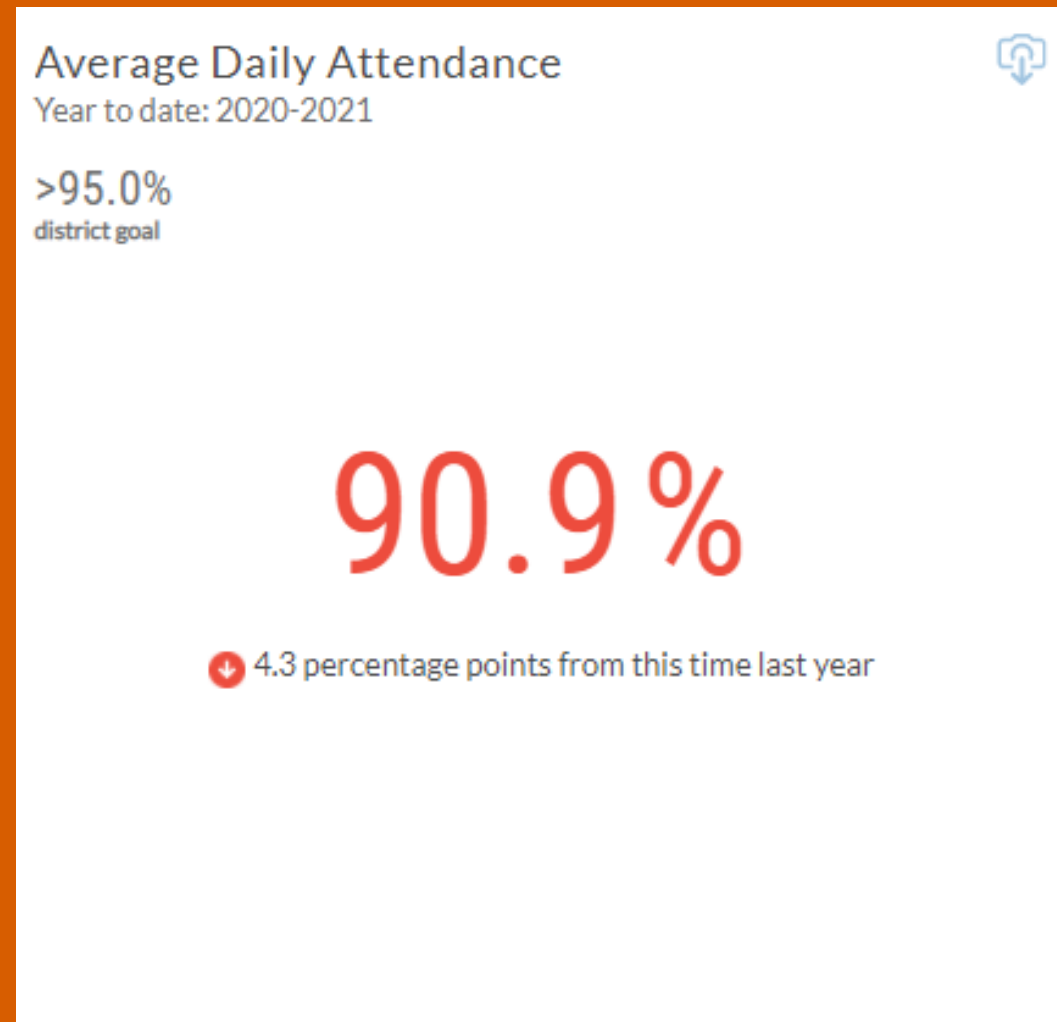 Average Daily Attendance
Year to date: 2020-2021
>95.0%
district goal
90.9%
4.3 percentage points from this time last year